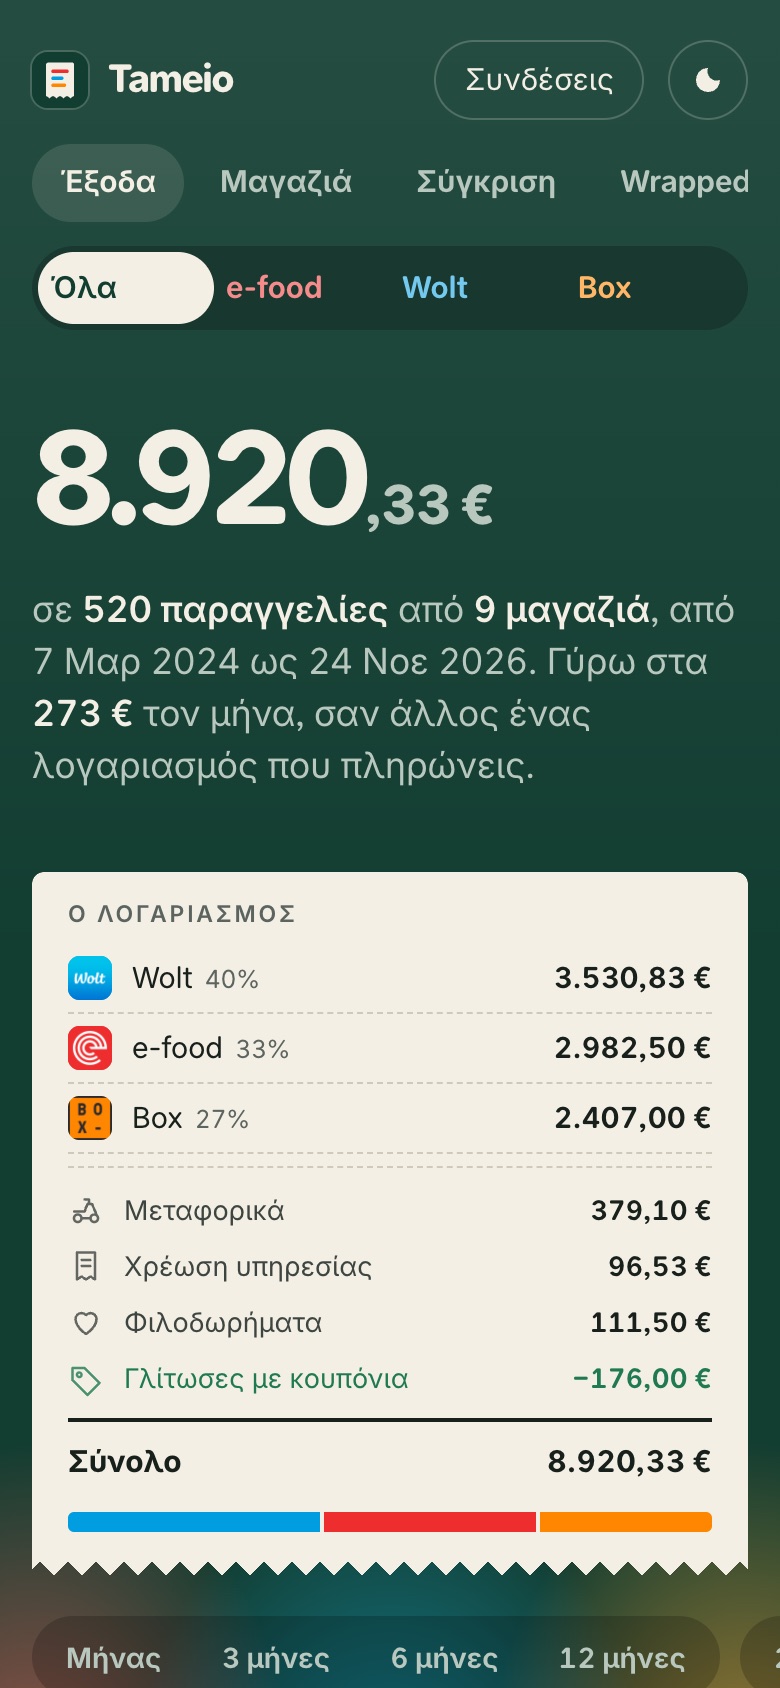 Tameio
Συνδέσεις
Έξοδα Μαγαζιά Σύγκριση Wrapped
Όλα e-food Wolt Box
8.920,33 €
σε 520 παραγγελίες από 9 μαγαζιά, από
7 Μαρ 2024 ως 24 Νοε 2026. Γύρω στα
273 € τον μήνα, σαν άλλος ένας
λογαριασμός που πληρώνεις.
Ο ΛΟΓΑΡΙΑΣΜΟΣ
Wolt Wolt 40% 3.530,83 €
e-food 33% 2.982,50 €
BOX- Box 27% 2.407,00 €
Μεταφορικά 379,10 €
Χρέωση υπηρεσίας 96,53 €
Φιλοδωρήματα 111,50 €
Γλίτωσες με κουπόνια −176,00 €
Σύνολο 8.920,33 €
Μήνας 3 μήνες 6 μήνες 12 μήνες